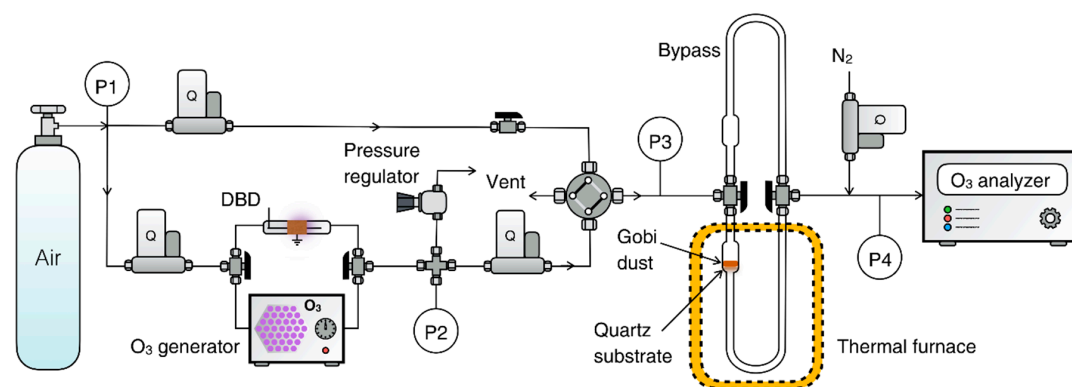 P1
Q
Bypass
N₂
Q
Pressure
regulator
P3
Vent
O₃ analyzer
DBD
Q
Q
Air
Gobi
dust
P4
O₃
P2
O₃ generator
Quartz
substrate
Thermal furnace